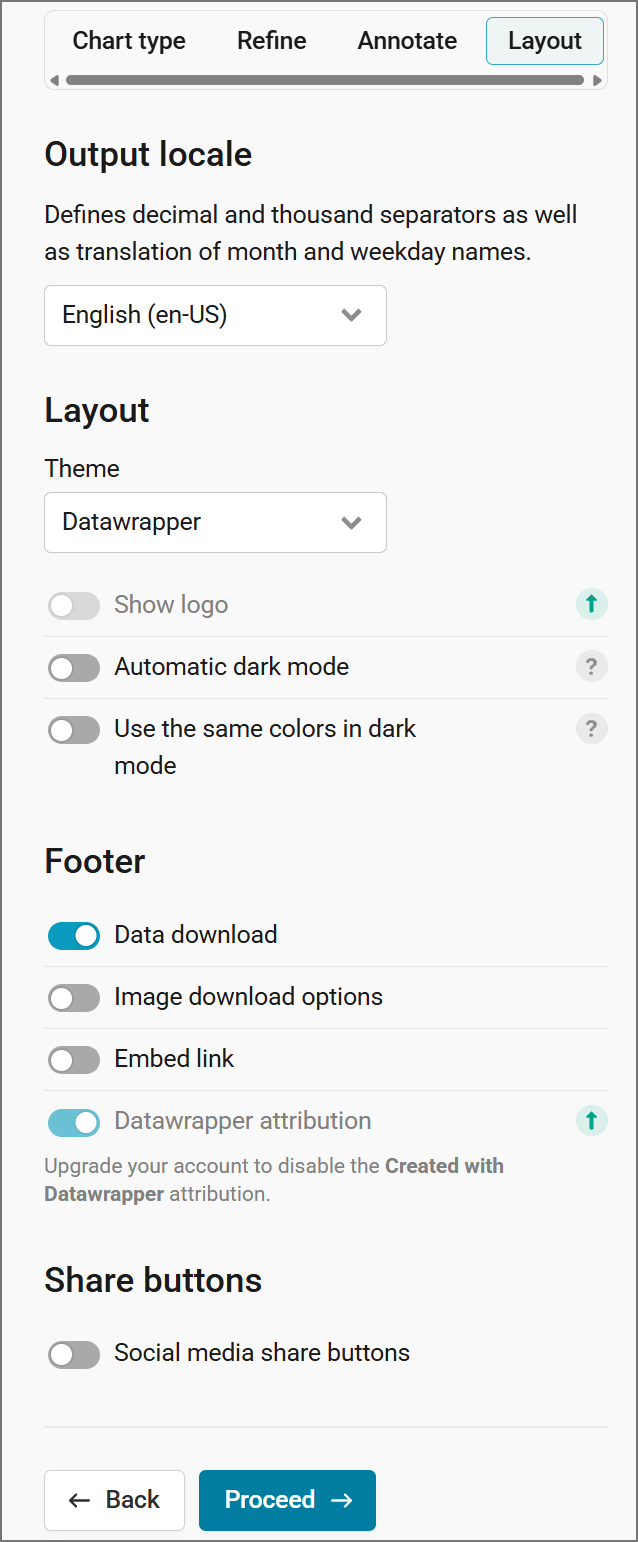 Chart type Refine Annotate Layout
Output locale
Defines decimal and thousand separators as well
as translation of month and weekday names.
English (en-US)
Layout
Theme
Datawrapper
Show logo
Automatic dark mode ?
Use the same colors in dark ?
mode
Footer
Data download
Image download options
Embed link
Datawrapper attribution
Upgrade your account to disable the Created with
Datawrapper attribution.
Share buttons
Social media share buttons
← Back Proceed →